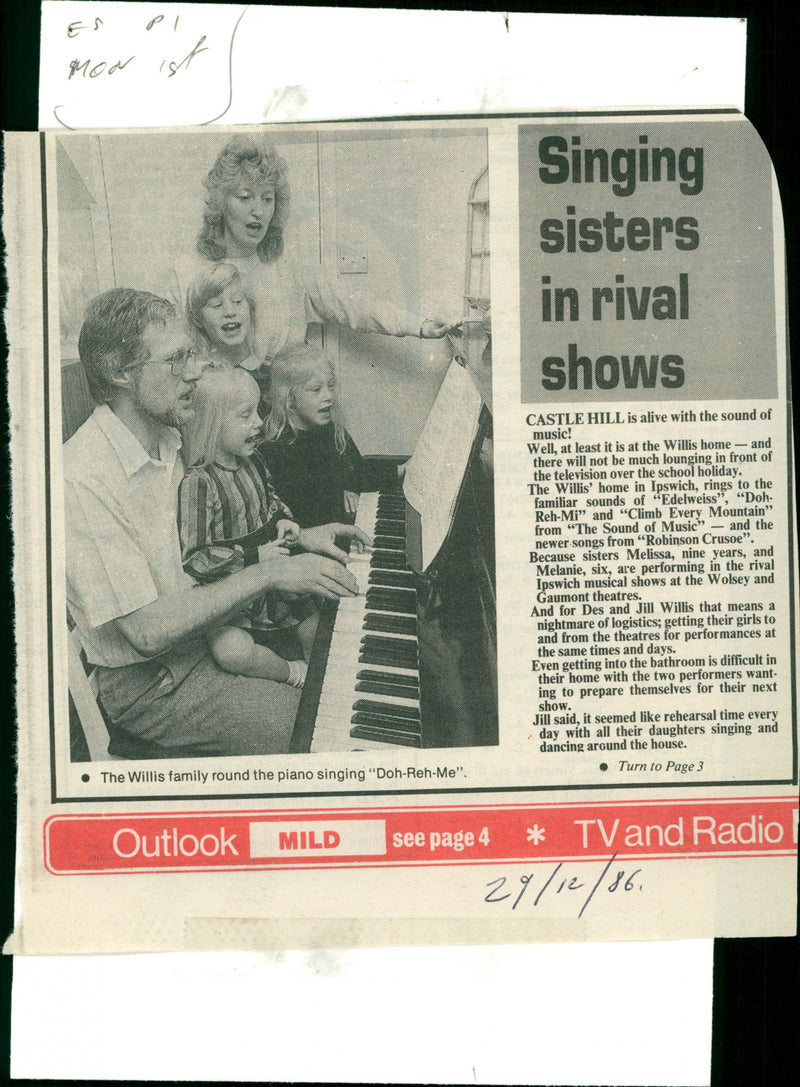 ES P1
MON 1st
Singing
sisters
in rival
shows
CASTLE HILL is alive with the sound of
music!
Well, at least it is at the Willis home — and
there will not be much lounging in front of
the television over the school holiday.
The Willis' home in Ipswich, rings to the
familiar sounds of “Edelweiss”, “Doh-
Reh-Mi” and “Climb Every Mountain”
from “The Sound of Music” — and the
newer songs from “Robinson Crusoe”.
Because sisters Melissa, nine years, and
Melanie, six, are performing in the rival
Ipswich musical shows at the Wolsey and
Gaumont theatres.
And for Des and Jill Willis that means a
nightmare of logistics; getting their girls to
and from the theatres for performances at
the same times and days.
Even getting into the bathroom is difficult in
their home with the two performers want-
ing to prepare themselves for their next
show.
Jill said, it seemed like rehearsal time every
day with all their daughters singing and
dancing around the house.
● Turn to Page 3
● The Willis family round the piano singing “Doh-Reh-Me”.
Outlook MILD see page 4 * TV and Radio
29/12/86.